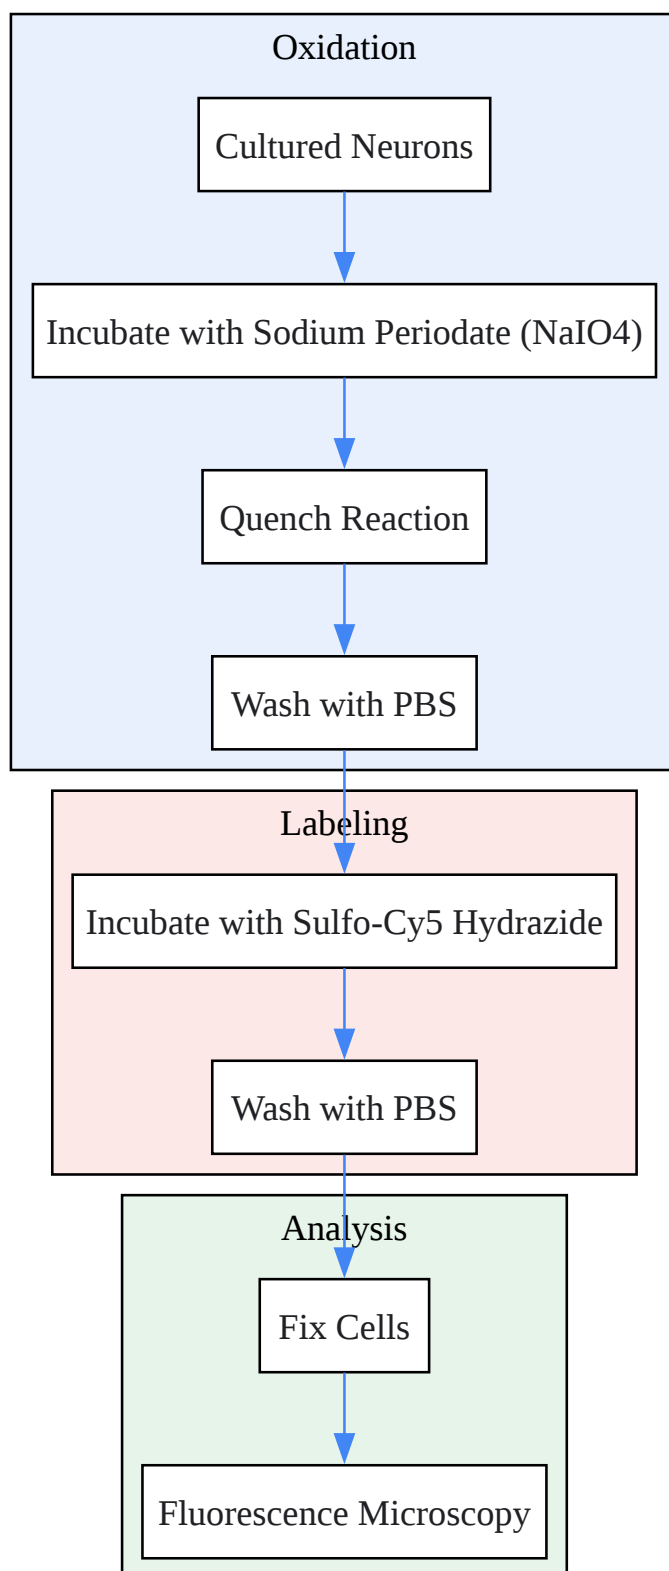 Oxidation
Cultured Neurons
Incubate with Sodium Periodate (NaIO4)
Quench Reaction
Wash with PBS
Labeling
Incubate with Sulfo-Cy5 Hydrazide
Wash with PBS
Analysis
Fix Cells
Fluorescence Microscopy